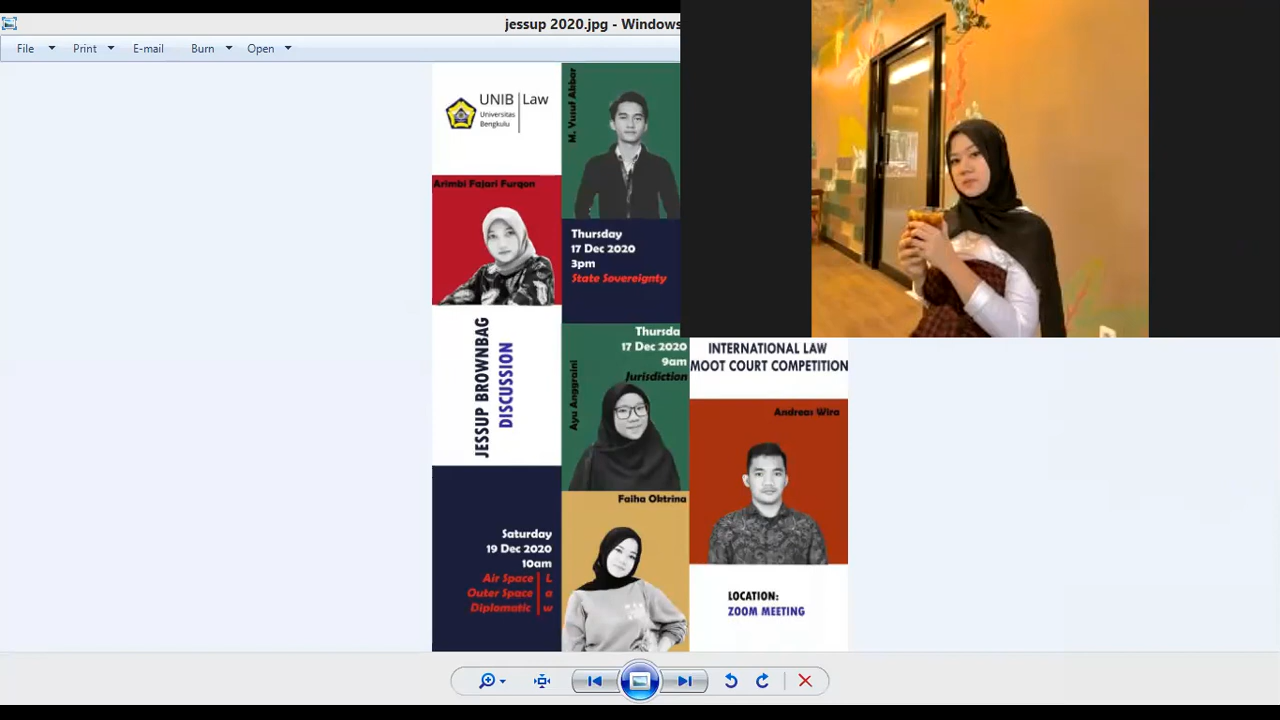 jessup 2020.jpg - Windows
File
Print
E-mail
Burn
Open
UNIB Law
Universitas
Bengkulu
M. Yusuf Akbar
Arimbi Fajari Furqon
Thursday
17 Dec 2020
3pm
State Sovereignty
JESSUP BROWNBAG
DISCUSSION
Thursda
17 Dec 2020
9am
Jurisdiction
Ayu Anggraini
INTERNATIONAL LAW
MOOT COURT COMPETITION
Andreas Wira
Saturday
19 Dec 2020
10am
Air Space L
Outer Space a
Diplomatic w
Faiha Oktrina
LOCATION:
ZOOM MEETING